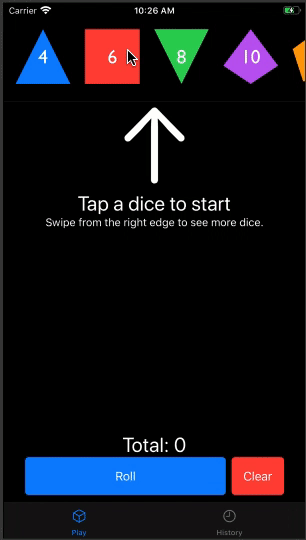 Carrier 10:26 AM
4 6 8 10
Tap a dice to start
Swipe from the right edge to see more dice.
Total: 0
Roll Clear
Play History